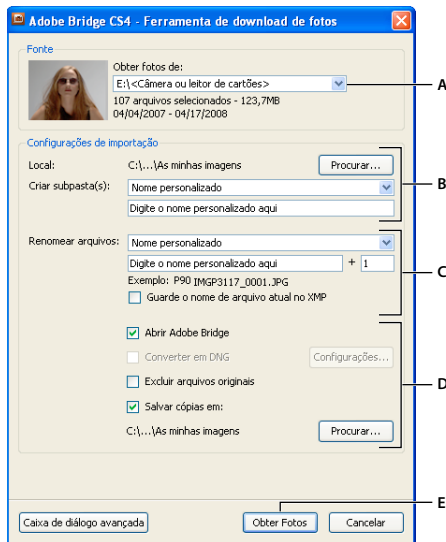 Adobe Bridge CS4 - Ferramenta de download de fotos
Fonte
Obter fotos de:
E:\<Câmera ou leitor de cartões>
A
107 arquivos selecionados - 123,7MB
04/04/2007 - 04/17/2008
Configurações de importação
Local: C:\...\As minhas imagens Procurar...
B
Criar subpasta(s): Nome personalizado
Digite o nome personalizado aqui
Renomear arquivos: Nome personalizado
Digite o nome personalizado aqui + 1
C
Exemplo: P90 IMGP3117_0001.JPG
Guarde o nome de arquivo atual no XMP
Abrir Adobe Bridge
Converter em DNG Configurações...
D
Excluir arquivos originais
Salvar cópias em:
C:\...\As minhas imagens Procurar...
E
Caixa de diálogo avançada Obter Fotos Cancelar